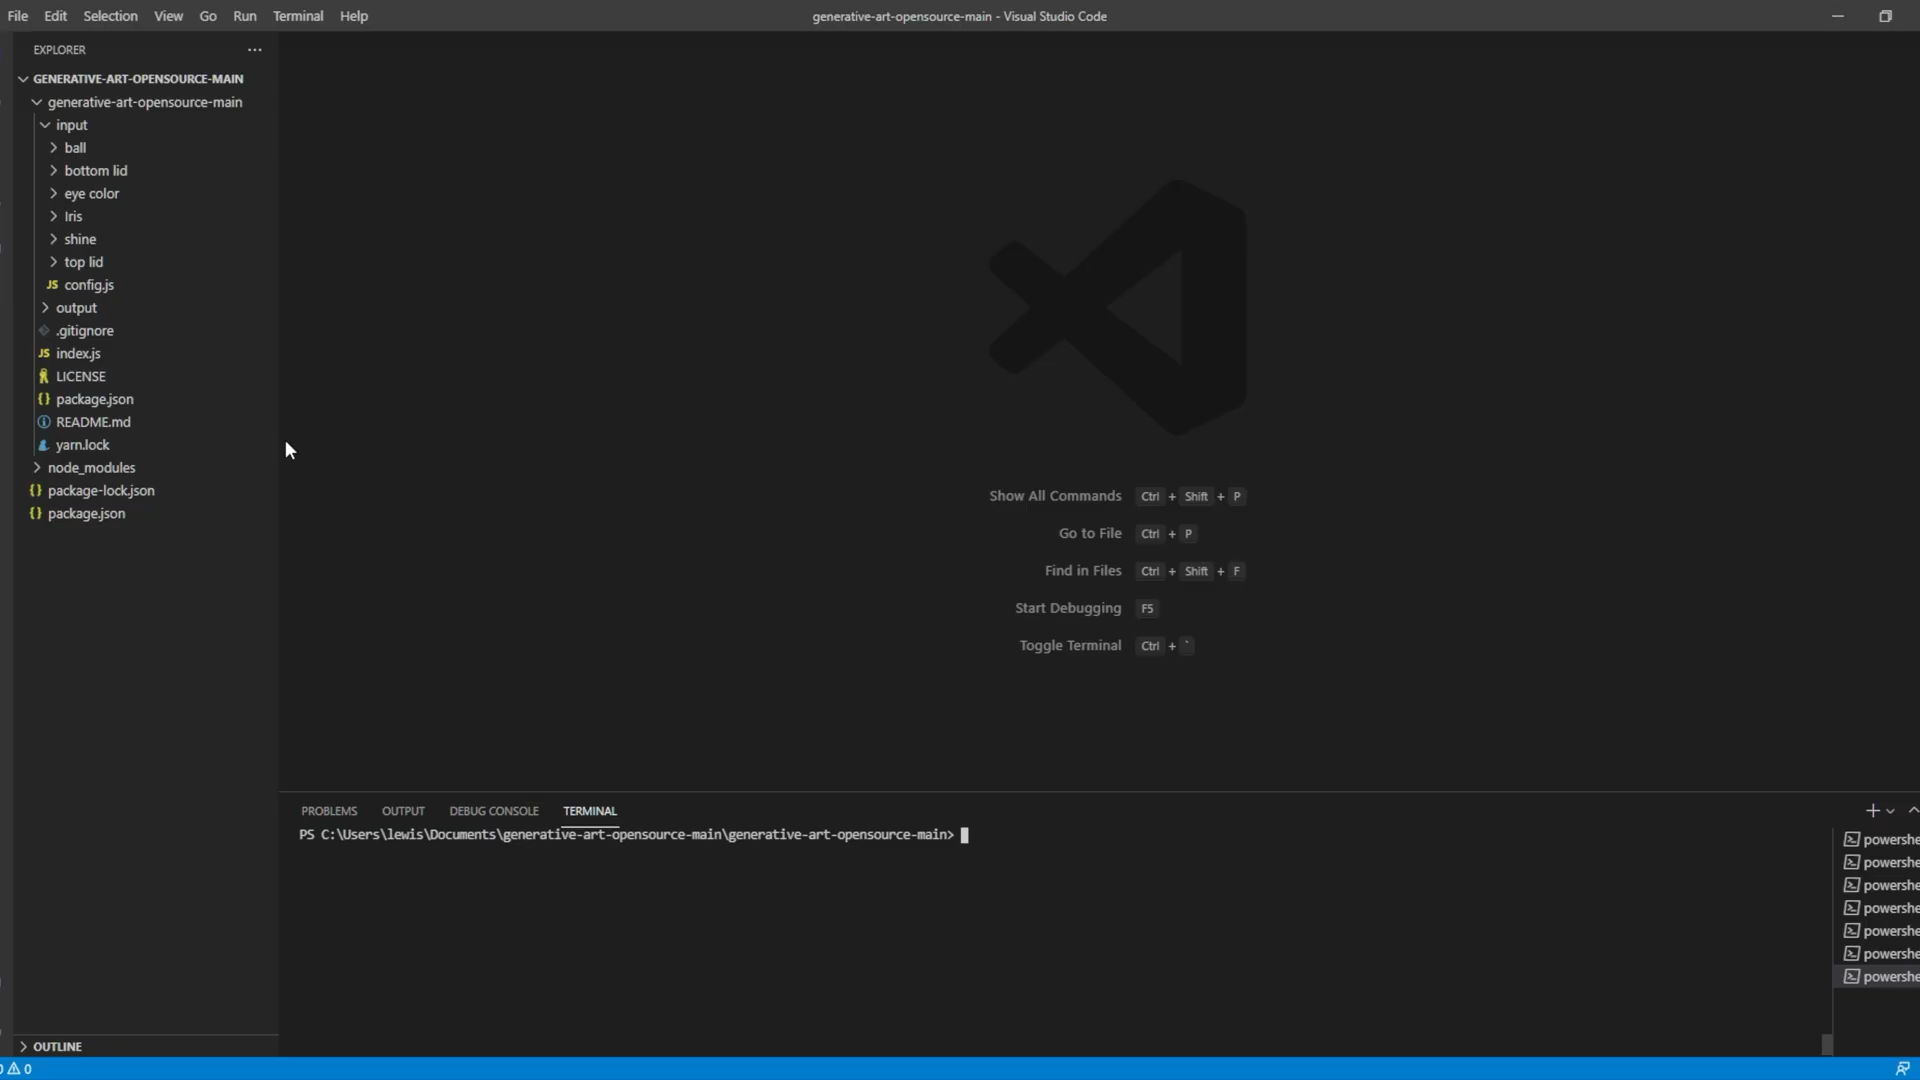 File Edit Selection View Go Run Terminal Help
generative-art-opensource-main - Visual Studio Code
EXPLORER
GENERATIVE-ART-OPENSOURCE-MAIN
generative-art-opensource-main
input
ball
bottom lid
eye color
Iris
shine
top lid
JS config.js
output
.gitignore
JS index.js
LICENSE
{} package.json
README.md
yarn.lock
node_modules
{} package-lock.json
{} package.json
Show All Commands Ctrl + Shift + P
Go to File Ctrl + P
Find in Files Ctrl + Shift + F
Start Debugging F5
Toggle Terminal Ctrl + `
PROBLEMS OUTPUT DEBUG CONSOLE TERMINAL
PS C:\Users\lewis\Documents\generative-art-opensource-main\generative-art-opensource-main>
powershe
powershe
powershe
powershe
powershe
powershe
powershe
OUTLINE
0